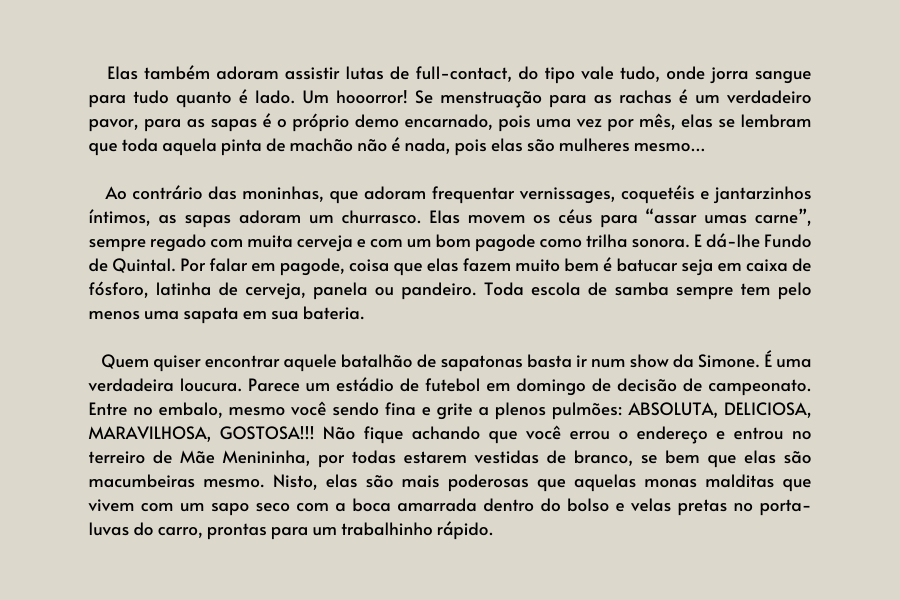 Elas também adoram assistir lutas de full-contact, do tipo vale tudo, onde jorra sangue
para tudo quanto é lado. Um hooorror! Se menstruação para as rachas é um verdadeiro
pavor, para as sapas é o próprio demo encarnado, pois uma vez por mês, elas se lembram
que toda aquela pinta de machão não é nada, pois elas são mulheres mesmo...
Ao contrário das moninhas, que adoram frequentar vernissages, coquetéis e jantarzinhos
íntimos, as sapas adoram um churrasco. Elas movem os céus para “assar umas carne”,
sempre regado com muita cerveja e com um bom pagode como trilha sonora. E dá-lhe Fundo
de Quintal. Por falar em pagode, coisa que elas fazem muito bem é batucar seja em caixa de
fósforo, latinha de cerveja, panela ou pandeiro. Toda escola de samba sempre tem pelo
menos uma sapata em sua bateria.
Quem quiser encontrar aquele batalhão de sapatonas basta ir num show da Simone. É uma
verdadeira loucura. Parece um estádio de futebol em domingo de decisão de campeonato.
Entre no embalo, mesmo você sendo fina e grite a plenos pulmões: ABSOLUTA, DELICIOSA,
MARAVILHOSA, GOSTOSA!!! Não fique achando que você errou o endereço e entrou no
terreiro de Mãe Menininha, por todas estarem vestidas de branco, se bem que elas são
macumbeiras mesmo. Nisto, elas são mais poderosas que aquelas monas malditas que
vivem com um sapo seco com a boca amarrada dentro do bolso e velas pretas no porta-
luvas do carro, prontas para um trabalhinho rápido.